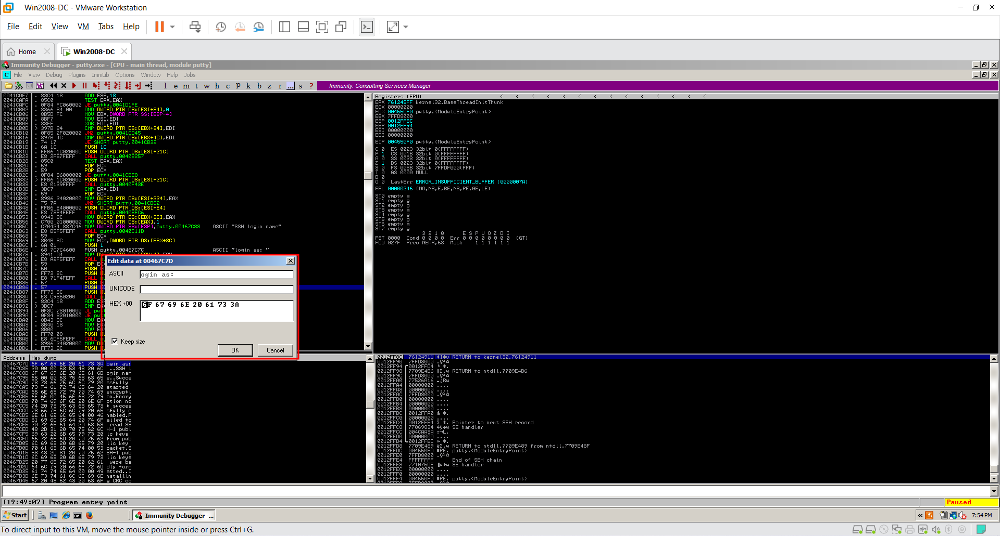 Win2008-DC - VMware Workstation
File Edit View VM Tabs Help
Home Win2008-DC
Immunity Debugger - putty.exe - [CPU - main thread, module putty]
C File View Debug Plugins ImmLib Options Window Help Jobs
l e m t w h c p k b z r ... s ? Immunity: Consulting Services Manager
0041CAF7 . 83C4 18 ADD ESP,18
0041CAFA . 85C0 TEST EAX,EAX
0041CAFC . 0F84 FC060000 JE putty.0041D1FE
0041CB02 . 8366 34 00 AND DWORD PTR DS:[ESI+34],0
0041CB06 . 8B5D FC MOV EBX,DWORD PTR SS:[EBP-4]
0041CB09 . 8BF7 MOV ESI,EDI
0041CB0B . 33FF XOR EDI,EDI
0041CB0D > 397B 34 CMP DWORD PTR DS:[EBX+34],EDI
0041CB10 . 0F85 2F020000 JNZ putty.0041CD45
0041CB16 . 397B 4C CMP DWORD PTR DS:[EBX+4C],EDI
0041CB19 . 74 17 JE SHORT putty.0041CB32
0041CB1B . 6A 1C PUSH 1C
0041CB1D . FFB6 1C020000 PUSH DWORD PTR DS:[ESI+21C]
0041CB23 . E8 2F57FEFF CALL putty.00402257
0041CB28 . 85C0 TEST EAX,EAX
0041CB2A . 59 POP ECX
0041CB2B . 59 POP ECX
0041CB2C . 0F84 B6000000 JE putty.0041CBE8
0041CB32 > FFB6 1C020000 PUSH DWORD PTR DS:[ESI+21C]
0041CB38 . E8 0129FFFF CALL putty.0040F43E
0041CB3D . 3BC7 CMP EAX,EDI
0041CB3F . 59 POP ECX
0041CB40 . 8986 24020000 MOV DWORD PTR DS:[ESI+224],EAX
0041CB46 . 75 7A JNZ SHORT putty.0041CBC2
0041CB48 . FFB6 E4000000 PUSH DWORD PTR DS:[ESI+E4]
0041CB4E . E8 73F4FEFF CALL putty.0040BFC6
0041CB53 . 8943 3C MOV DWORD PTR DS:[EBX+3C],EAX
0041CB56 . C700 01000000 MOV DWORD PTR DS:[EAX],1
0041CB5C . C70424 887C46 MOV DWORD PTR SS:[ESP],putty.00467C88 ASCII "SSH login name"
0041CB63 . E8 B5F5FEFF CALL putty.0040C11D
0041CB68 . 59 POP ECX
0041CB69 . 8B4B 3C MOV ECX,DWORD PTR DS:[EBX+3C]
0041CB6C . 6A 01 PUSH 1
0041CB6E . 68 7C7C4600 PUSH putty.00467C7C ASCII "login as: "
0041CB73 . 8941 04
0041CB76 . E8 A2F5FEFF CALL
0041CB7B . 59 POP
0041CB7C . 50 PUSH
0041CB7D . FF73 3C PUSH
0041CB80 . E8 71F4FEFF CALL
0041CB85 . 57 PUSH
0041CB86 . 57 PUSH
0041CB87 . FF73 3C PUSH
0041CB8A . E8 C9850200 CALL
0041CB8F . 83C4 18 ADD
0041CB92 > 3BC7 CMP
0041CB94 . 0F8C 73010000 JL
0041CB9A . 0F84 82010000 JE
0041CBA0 . 8B43 3C MOV
0041CBA3 . 8B40 18 MOV
0041CBA6 . 8B00 MOV
0041CBA8 . FF70 08 PUSH
0041CBAB . E8 6DF5FEFF CALL
0041CBB0 . 8986 24020000 MOV
0041CBB6 . FF73 3C PUSH
Edit data at 00467C7D
ASCII ogin as:
UNICODE
HEX +00 6F 67 69 6E 20 61 73 3A
Keep size
OK Cancel
Registers (FPU) < < < < < < < < < < < < < <
EAX 761248FF kernel32.BaseThreadInitThunk
ECX 00000000
EDX 004550F0 putty.<ModuleEntryPoint>
EBX 7FFD8000
ESP 0012FF8C
EBP 0012FF94
ESI 00000000
EDI 00000000
EIP 004550F0 putty.<ModuleEntryPoint>
C 0 ES 0023 32bit 0(FFFFFFFF)
P 1 CS 001B 32bit 0(FFFFFFFF)
A 0 SS 0023 32bit 0(FFFFFFFF)
Z 1 DS 0023 32bit 0(FFFFFFFF)
S 0 FS 003B 32bit 7FFDF000(FFF)
T 0 GS 0000 NULL
D 0
O 0 LastErr ERROR_INSUFFICIENT_BUFFER (0000007A)
EFL 00000246 (NO,NB,E,BE,NS,PE,GE,LE)
ST0 empty g
ST1 empty g
ST2 empty g
ST3 empty g
ST4 empty g
ST5 empty g
ST6 empty g
ST7 empty g
3 2 1 0 E S P U O Z D I
FST 0000 Cond 0 0 0 0 Err 0 0 0 0 0 0 0 0 (GT)
FCW 027F Prec NEAR,53 Mask 1 1 1 1 1 1
Address Hex dump
00467C7D 6F 67 69 6E 20 61 73 3A ogin as:
00467C85 20 00 00 53 53 48 20 6C ..SSH l
00467C8D 6F 67 69 6E 20 6E 61 6D ogin nam
00467C95 65 00 00 53 75 63 63 65 e..Succe
00467C9D 73 73 66 75 6C 6C 79 20 ssfully
00467CA5 73 74 61 72 74 65 64 20 started
00467CAD 65 6E 63 72 79 70 74 69 encrypti
00467CB5 6F 6E 00 45 6E 63 72 79 on.Encry
00467CBD 70 74 69 6F 6E 20 6E 6F ption no
00467CC5 74 20 73 75 63 63 65 73 t succes
00467CCD 73 66 75 6C 6C 79 20 65 sfully e
00467CD5 6E 61 62 6C 65 64 00 46 nabled.F
00467CDD 61 69 6C 65 64 20 74 6F ailed to
00467CE5 20 72 65 61 64 20 53 53 read SS
00467CED 48 2D 31 20 70 75 62 6C H-1 publ
00467CF5 69 63 20 6B 65 79 73 20 ic keys
00467CFD 66 72 6F 6D 20 70 75 62 from pub
00467D05 6C 69 63 20 6B 65 79 20 lic key
00467D0D 70 61 63 6B 65 74 00 53 packet.S
00467D15 53 48 2D 31 20 70 75 62 SH-1 pub
00467D1D 6C 69 63 20 6B 65 79 73 lic keys
00467D25 20 77 65 72 65 20 62 61 were ba
00467D2D 64 6C 79 20 66 6F 72 6D dly form
00467D35 61 74 74 65 64 00 00 49 atted..I
00467D3D 6E 73 74 61 6C 6C 69 6E nstallin
00467D45 67 20 43 52 43 20 63 6F g CRC co
0012FF8C 76124911 RETURN to kernel32.76124911
0012FF90 7FFD8000
0012FF94 0012FFD4
0012FF98 7709E4B6 RETURN to ntdll.7709E4B6
0012FF9C 7FFD8000
0012FFA0 77526A16
0012FFA4 00000000 ....
0012FFA8 00000000 ....
0012FFAC 7FFD8000
0012FFB0 00000000 ....
0012FFB4 00000000 ....
0012FFB8 00000000 ....
0012FFBC 0012FFA0
0012FFC0 00000000 ....
0012FFC4 0012FFE4 Pointer to next SEH record
0012FFC8 77069834 SE handler
0012FFCC 004CAA3A
0012FFD0 00000000 ....
0012FFD4 0012FFEC
0012FFD8 7709E489 RETURN to ntdll.7709E489 from ntdll.7709E48F
0012FFDC 004550F0 putty.<ModuleEntryPoint>
0012FFE0 7FFD8000
0012FFE4 FFFFFFFF End of SEH chain
0012FFE8 771075DE SE handler
0012FFEC 00000000 ....
0012FFF0 00000000 ....
0012FFF4 004550F0 putty.<ModuleEntryPoint>
[19:49:07] Program entry point
Paused
Start Immunity Debugger -...
« 7:54 PM
To direct input to this VM, move the mouse pointer inside or press Ctrl+G.